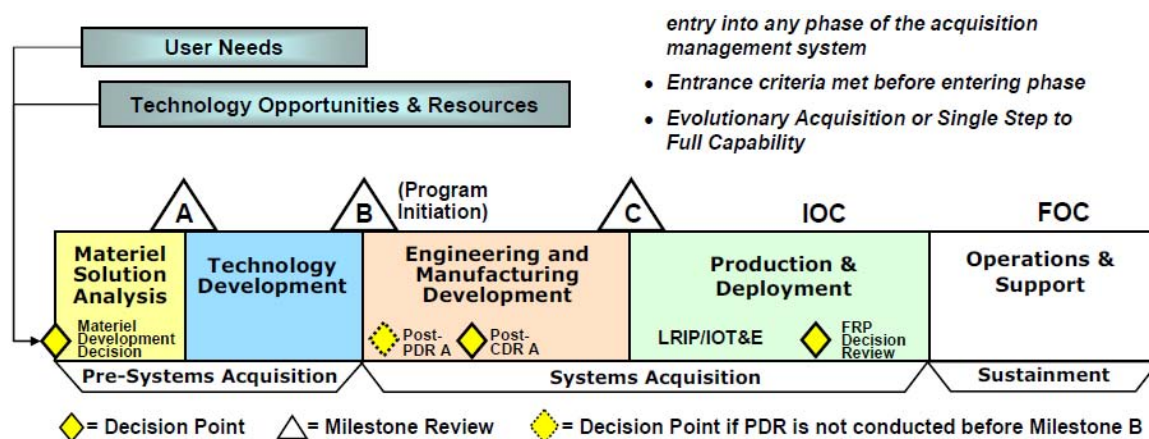 User Needs
Technology Opportunities & Resources
entry into any phase of the acquisition
management system
• Entrance criteria met before entering phase
• Evolutionary Acquisition or Single Step to
Full Capability
A
B
(Program
Initiation)
C
IOC
FOC
Materiel
Solution
Analysis
Materiel
Development
Decision
Technology
Development
Engineering and
Manufacturing
Development
Post-
PDR A
Post-
CDR A
Production &
Deployment
LRIP/IOT&E
FRP
Decision
Review
Operations &
Support
Pre-Systems Acquisition
Systems Acquisition
Sustainment
= Decision Point
= Milestone Review
= Decision Point if PDR is not conducted before Milestone B